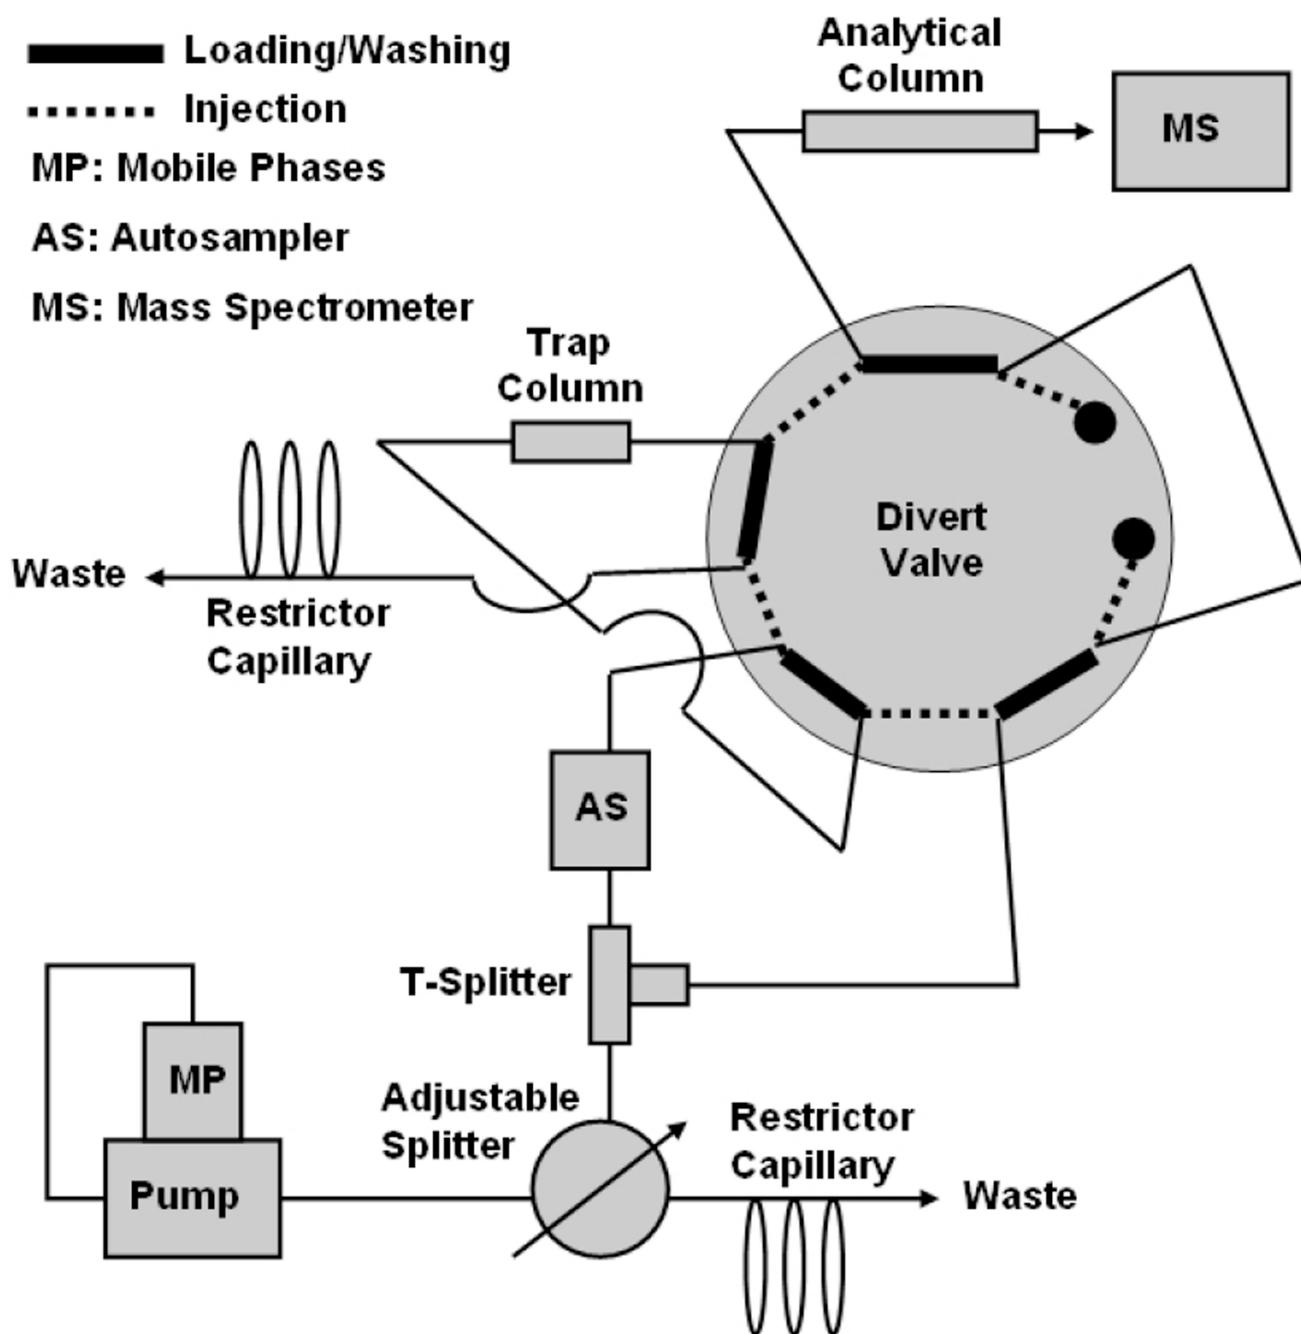 Loading/Washing
Injection
MP: Mobile Phases
AS: Autosampler
MS: Mass Spectrometer
Analytical
Column
MS
Trap
Column
Divert
Valve
Waste
Restrictor
Capillary
AS
T-Splitter
MP
Adjustable
Splitter
Restrictor
Capillary
Pump
Waste